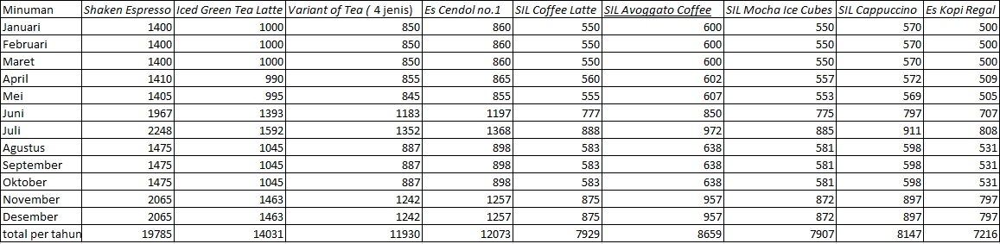 Minuman Shaken Espresso Iced Green Tea Latte Variant of Tea ( 4 jenis) Es Cendol no.1 SIL Coffee Latte SIL Avoggato Coffee SIL Mocha Ice Cubes SIL Cappuccino Es Kopi Regal
Januari 1400 1000 850 860 550 600 550 570 500
Februari 1400 1000 850 860 550 600 550 570 500
Maret 1400 1000 850 860 550 600 550 570 500
April 1410 990 855 865 560 602 557 572 509
Mei 1405 995 845 855 555 607 553 569 505
Juni 1967 1393 1183 1197 777 850 775 797 707
Juli 2248 1592 1352 1368 888 972 885 911 808
Agustus 1475 1045 887 898 583 638 581 598 531
September 1475 1045 887 898 583 638 581 598 531
Oktober 1475 1045 887 898 583 638 581 598 531
November 2065 1463 1242 1257 875 957 872 897 797
Desember 2065 1463 1242 1257 875 957 872 897 797
total per tahun 19785 14031 11930 12073 7929 8659 7907 8147 7216